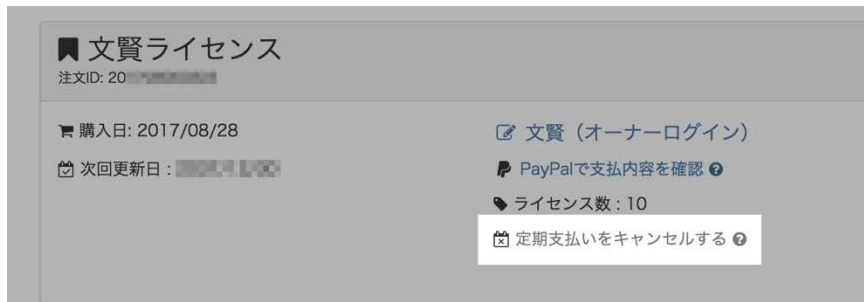 文賢ライセンス
注文ID: 20
購入日: 2017/08/28
次回更新日 :
文賢（オーナーログイン）
PayPalで支払内容を確認
ライセンス数 : 10
定期支払いをキャンセルする